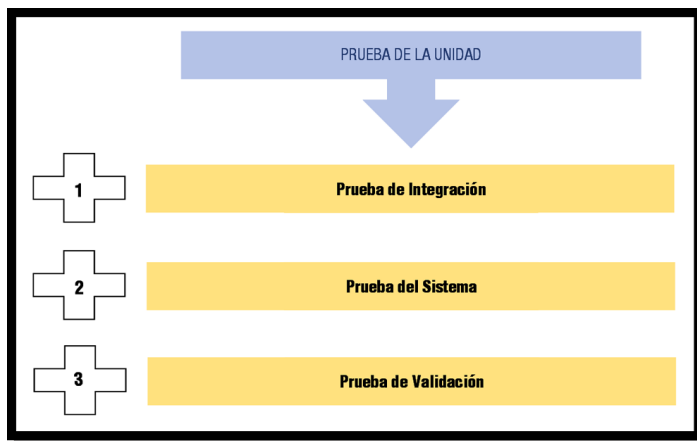 PRUEBA DE LA UNIDAD
1
Prueba de Integración
2
Prueba del Sistema
3
Prueba de Validación